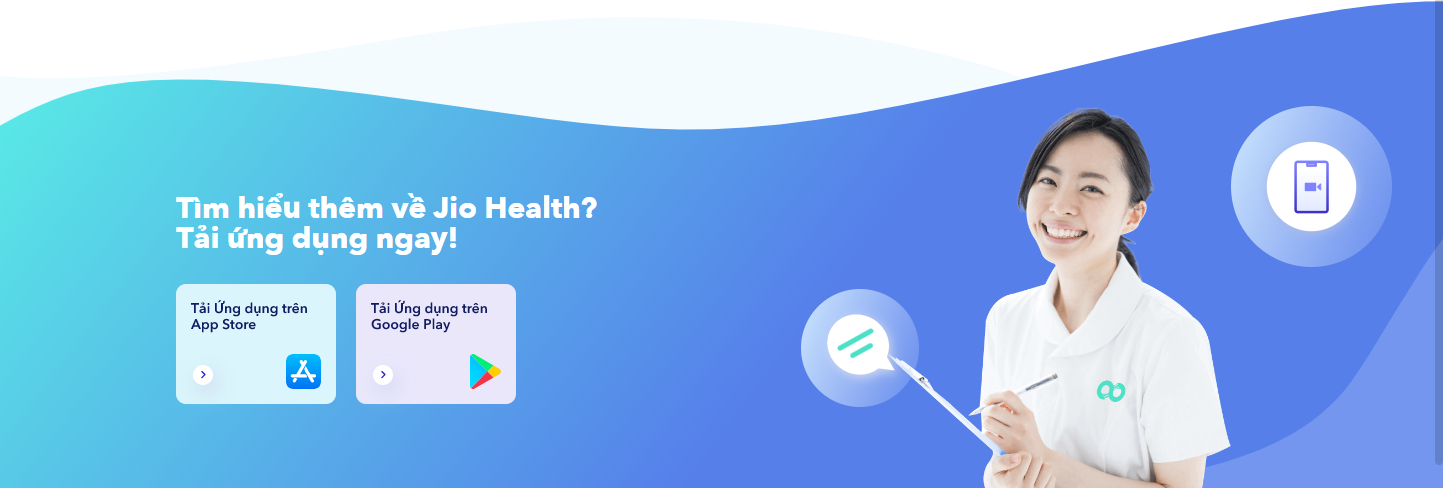 Tìm hiểu thêm về Jio Health?
Tải ứng dụng ngay!
Tải Ứng dụng trên
App Store
Tải Ứng dụng trên
Google Play